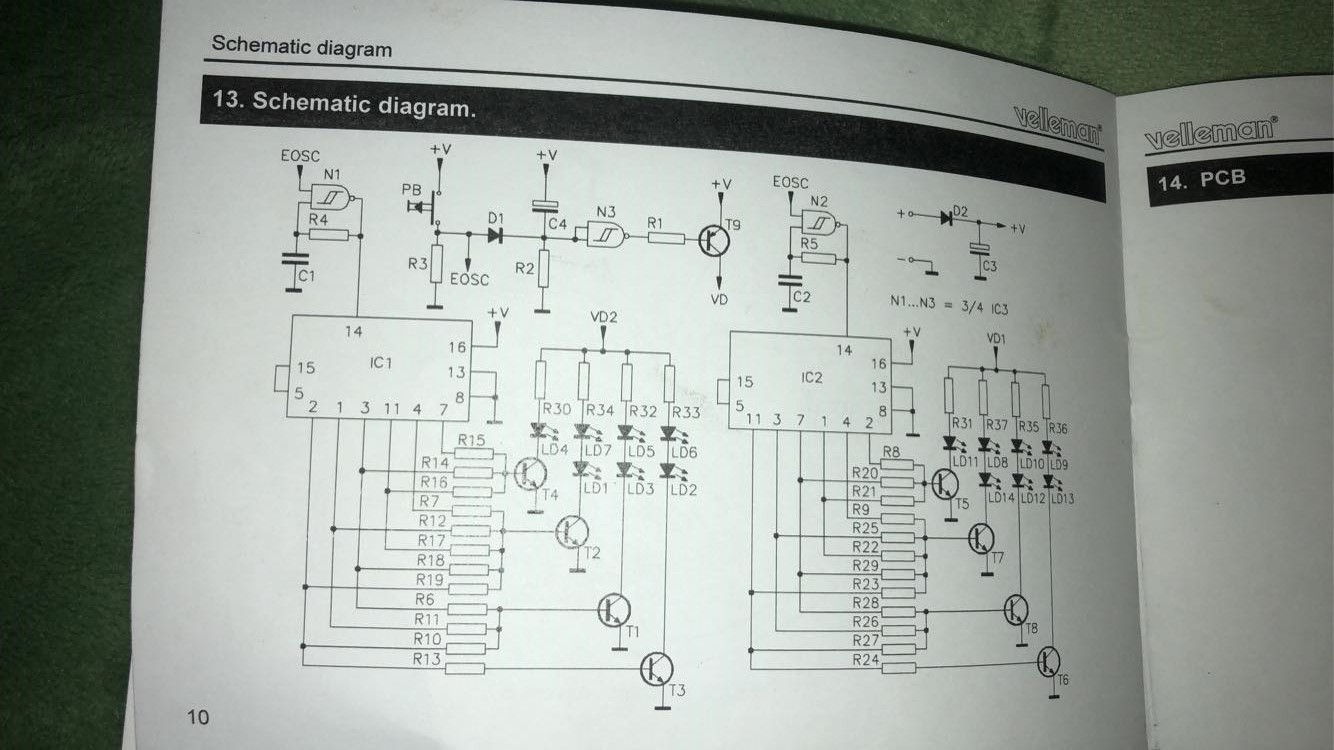 Schematic diagram
13. Schematic diagram.
velleman®
velleman®
14. PCB
EOSC
N1
R4
C1
+V
PB
R3
EOSC
D1
+V
C4
R2
N3
R1
+V
T9
VD
EOSC
N2
R5
C2
+
D2
+V
-
C3
N1...N3 = 3/4 IC3
14
+V
16
IC1
15
13
5
8
2 1 3 11 4 7
VD2
R30 R34 R32 R33
LD4 LD7 LD5 LD6
LD1 LD3 LD2
R15
R14
R16
T4
R7
R12
R17
T2
R18
R19
R6
R11
T1
R10
R13
T3
14
+V
16
IC2
15
13
5
8
11 3 7 1 4 2
VD1
R31 R37 R35 R36
LD11 LD8 LD10 LD9
LD14 LD12 LD13
R8
R20
R21
T5
R9
R25
R22
T7
R29
R23
R28
R26
T8
R27
R24
T6
10